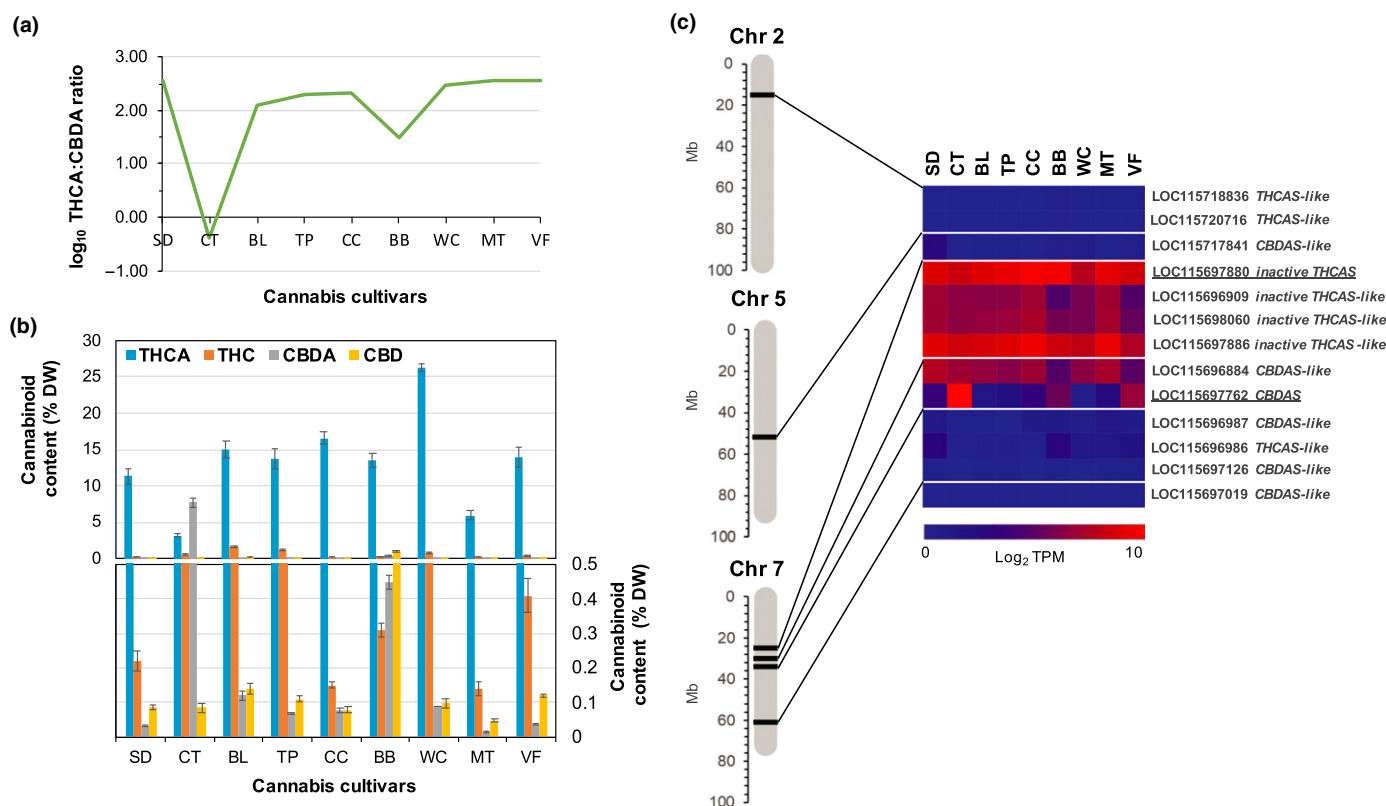 (a)
3.00
2.00
1.00
0.00
−1.00
log10 THCA:CBDA ratio
SD CT BL TP CC BB WC MT VF
Cannabis cultivars
(b)
30
25
20
15
10
5
0
Cannabinoid
content (% DW)
THCA THC CBDA CBD
0.5
0.4
0.3
0.2
0.1
0
Cannabinoid
content (% DW)
SD CT BL TP CC BB WC MT VF
Cannabis cultivars
(c)
Chr 2
0
20
40
60
80
100
Mb
Chr 5
0
20
40
60
80
100
Mb
Chr 7
0
20
40
60
80
100
Mb
SD CT BL TP CC BB WC MT VF
LOC115718836 THCAS-like
LOC115720716 THCAS-like
LOC115717841 CBDAS-like
LOC115697880 inactive THCAS
LOC115696909 inactive THCAS-like
LOC115698060 inactive THCAS-like
LOC115697886 inactive THCAS-like
LOC115696884 CBDAS-like
LOC115697762 CBDAS
LOC115696987 CBDAS-like
LOC115696986 THCAS-like
LOC115697126 CBDAS-like
LOC115697019 CBDAS-like
0 10
Log2 TPM